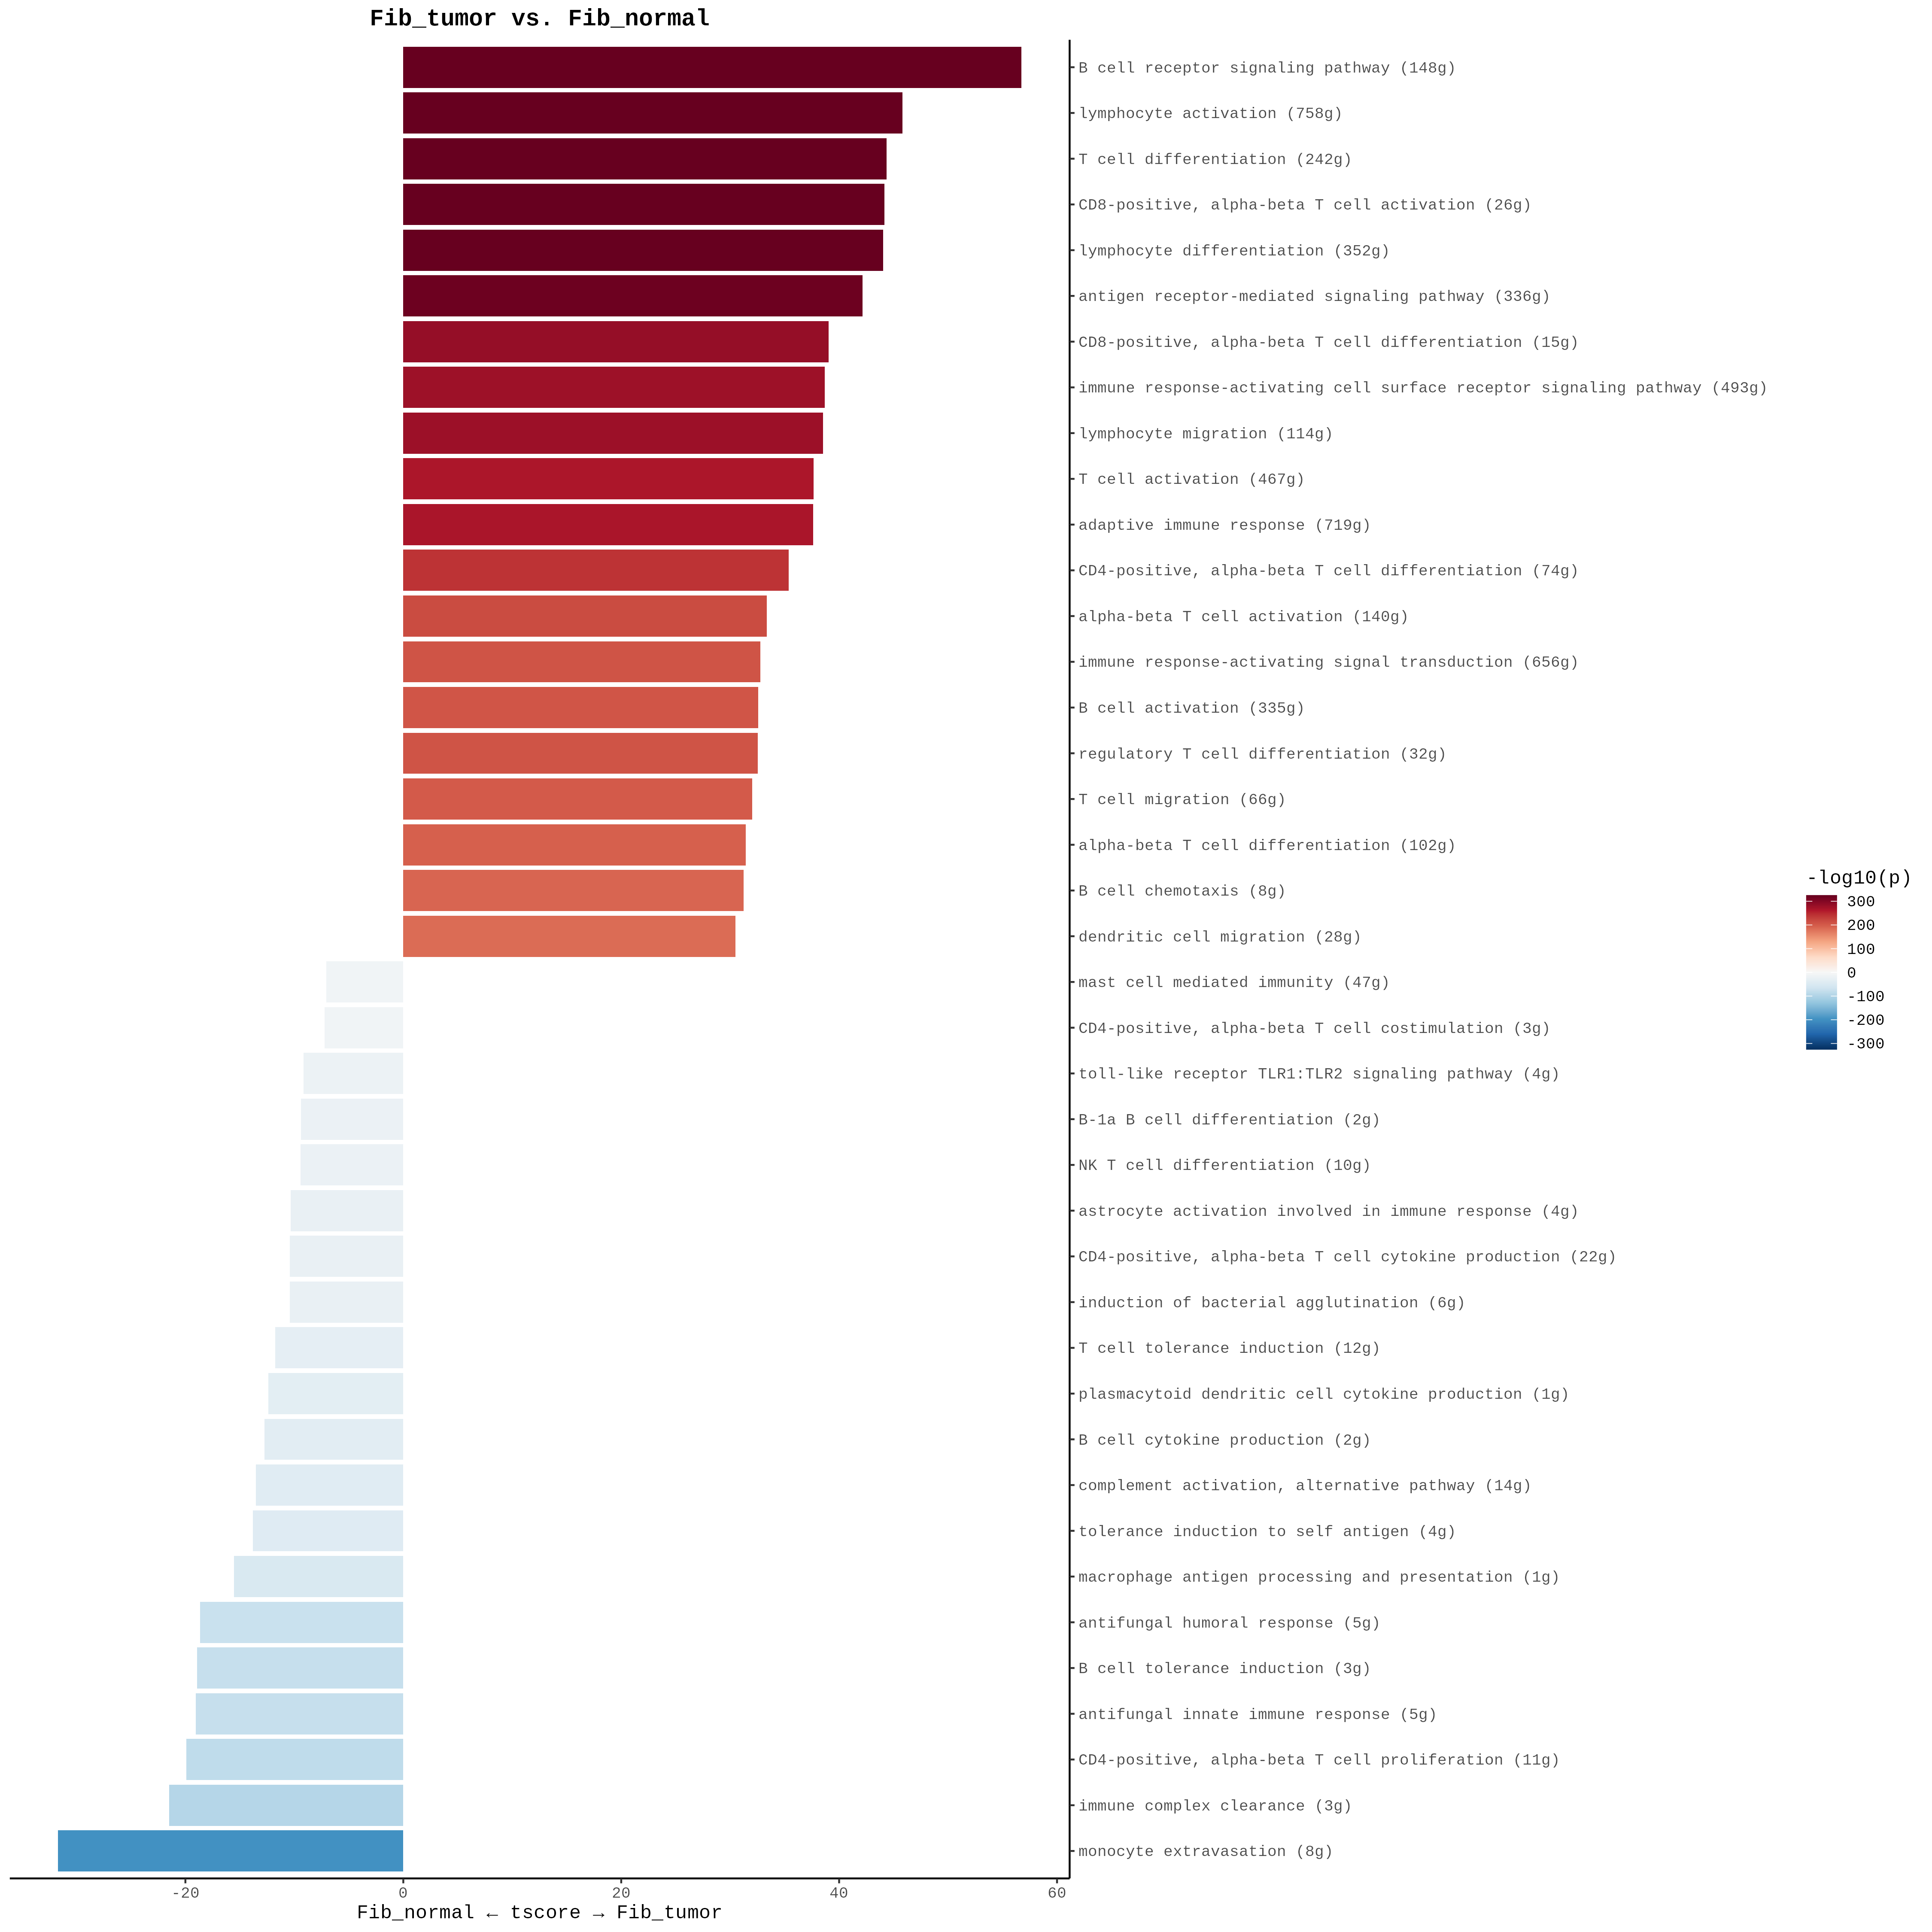 Fib_tumor vs. Fib_normal
B cell receptor signaling pathway (148g)
lymphocyte activation (758g)
T cell differentiation (242g)
CD8-positive, alpha-beta T cell activation (26g)
lymphocyte differentiation (352g)
antigen receptor-mediated signaling pathway (336g)
CD8-positive, alpha-beta T cell differentiation (15g)
immune response-activating cell surface receptor signaling pathway (493g)
lymphocyte migration (114g)
T cell activation (467g)
adaptive immune response (719g)
CD4-positive, alpha-beta T cell differentiation (74g)
alpha-beta T cell activation (140g)
immune response-activating signal transduction (656g)
B cell activation (335g)
regulatory T cell differentiation (32g)
T cell migration (66g)
alpha-beta T cell differentiation (102g)
B cell chemotaxis (8g)
dendritic cell migration (28g)
mast cell mediated immunity (47g)
CD4-positive, alpha-beta T cell costimulation (3g)
toll-like receptor TLR1:TLR2 signaling pathway (4g)
B-1a B cell differentiation (2g)
NK T cell differentiation (10g)
astrocyte activation involved in immune response (4g)
CD4-positive, alpha-beta T cell cytokine production (22g)
induction of bacterial agglutination (6g)
T cell tolerance induction (12g)
plasmacytoid dendritic cell cytokine production (1g)
B cell cytokine production (2g)
complement activation, alternative pathway (14g)
tolerance induction to self antigen (4g)
macrophage antigen processing and presentation (1g)
antifungal humoral response (5g)
B cell tolerance induction (3g)
antifungal innate immune response (5g)
CD4-positive, alpha-beta T cell proliferation (11g)
immune complex clearance (3g)
monocyte extravasation (8g)
-20 0 20 40 60
Fib_normal ← tscore → Fib_tumor
-log10(p)
300
200
100
0
-100
-200
-300